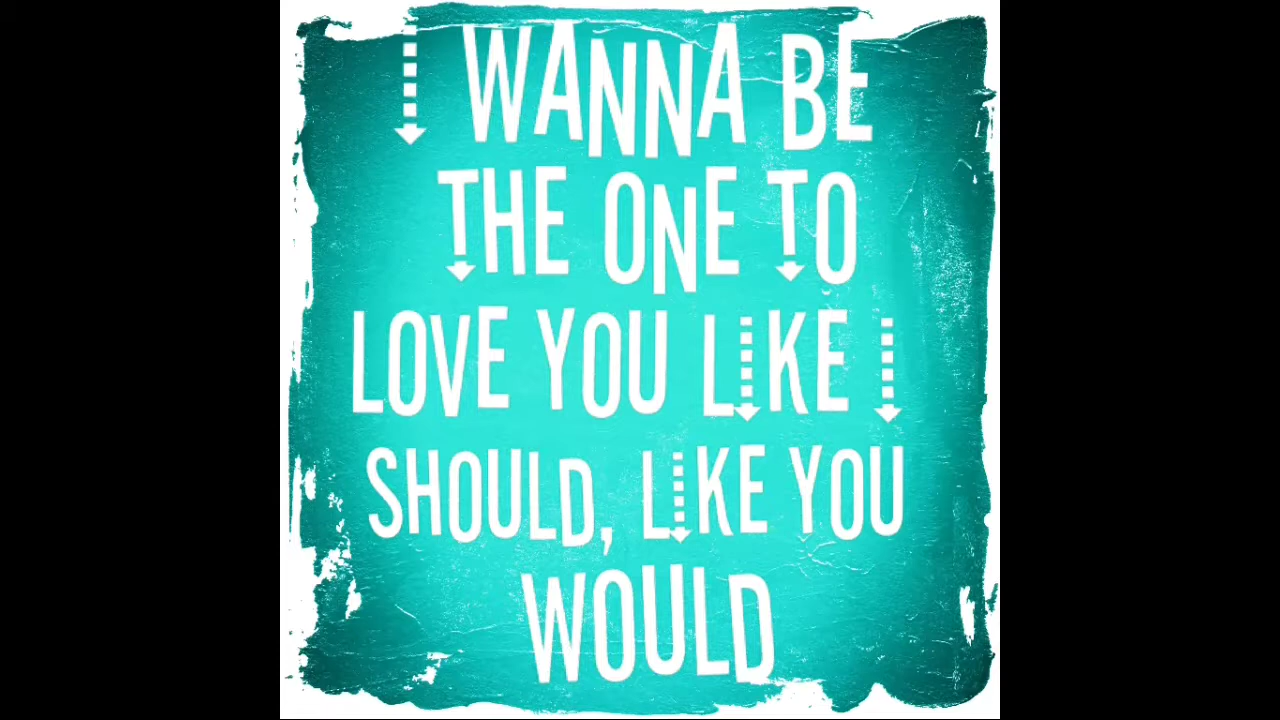 I WANNA BE
THE ONE TO
LOVE YOU LIKE I
SHOULD, LIKE YOU
WOULD